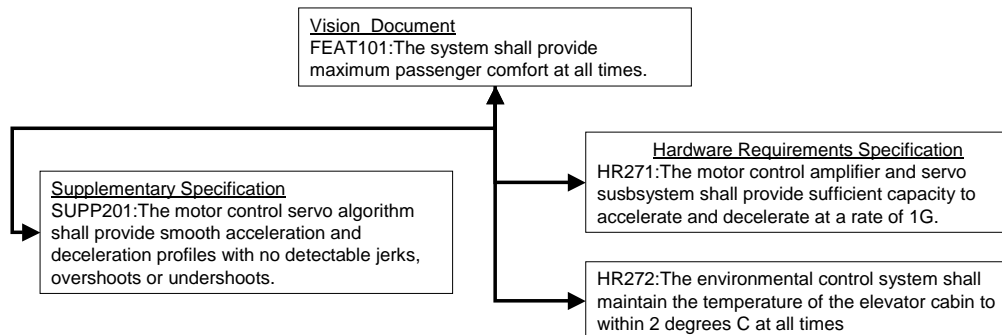 Vision Document
FEAT101:The system shall provide
maximum passenger comfort at all times.
Hardware Requirements Specification
HR271:The motor control amplifier and servo
susbsystem shall provide sufficient capacity to
accelerate and decelerate at a rate of 1G.
Supplementary Specification
SUPP201:The motor control servo algorithm
shall provide smooth acceleration and
deceleration profiles with no detectable jerks,
overshoots or undershoots.
HR272:The environmental control system shall
maintain the temperature of the elevator cabin to
within 2 degrees C at all times